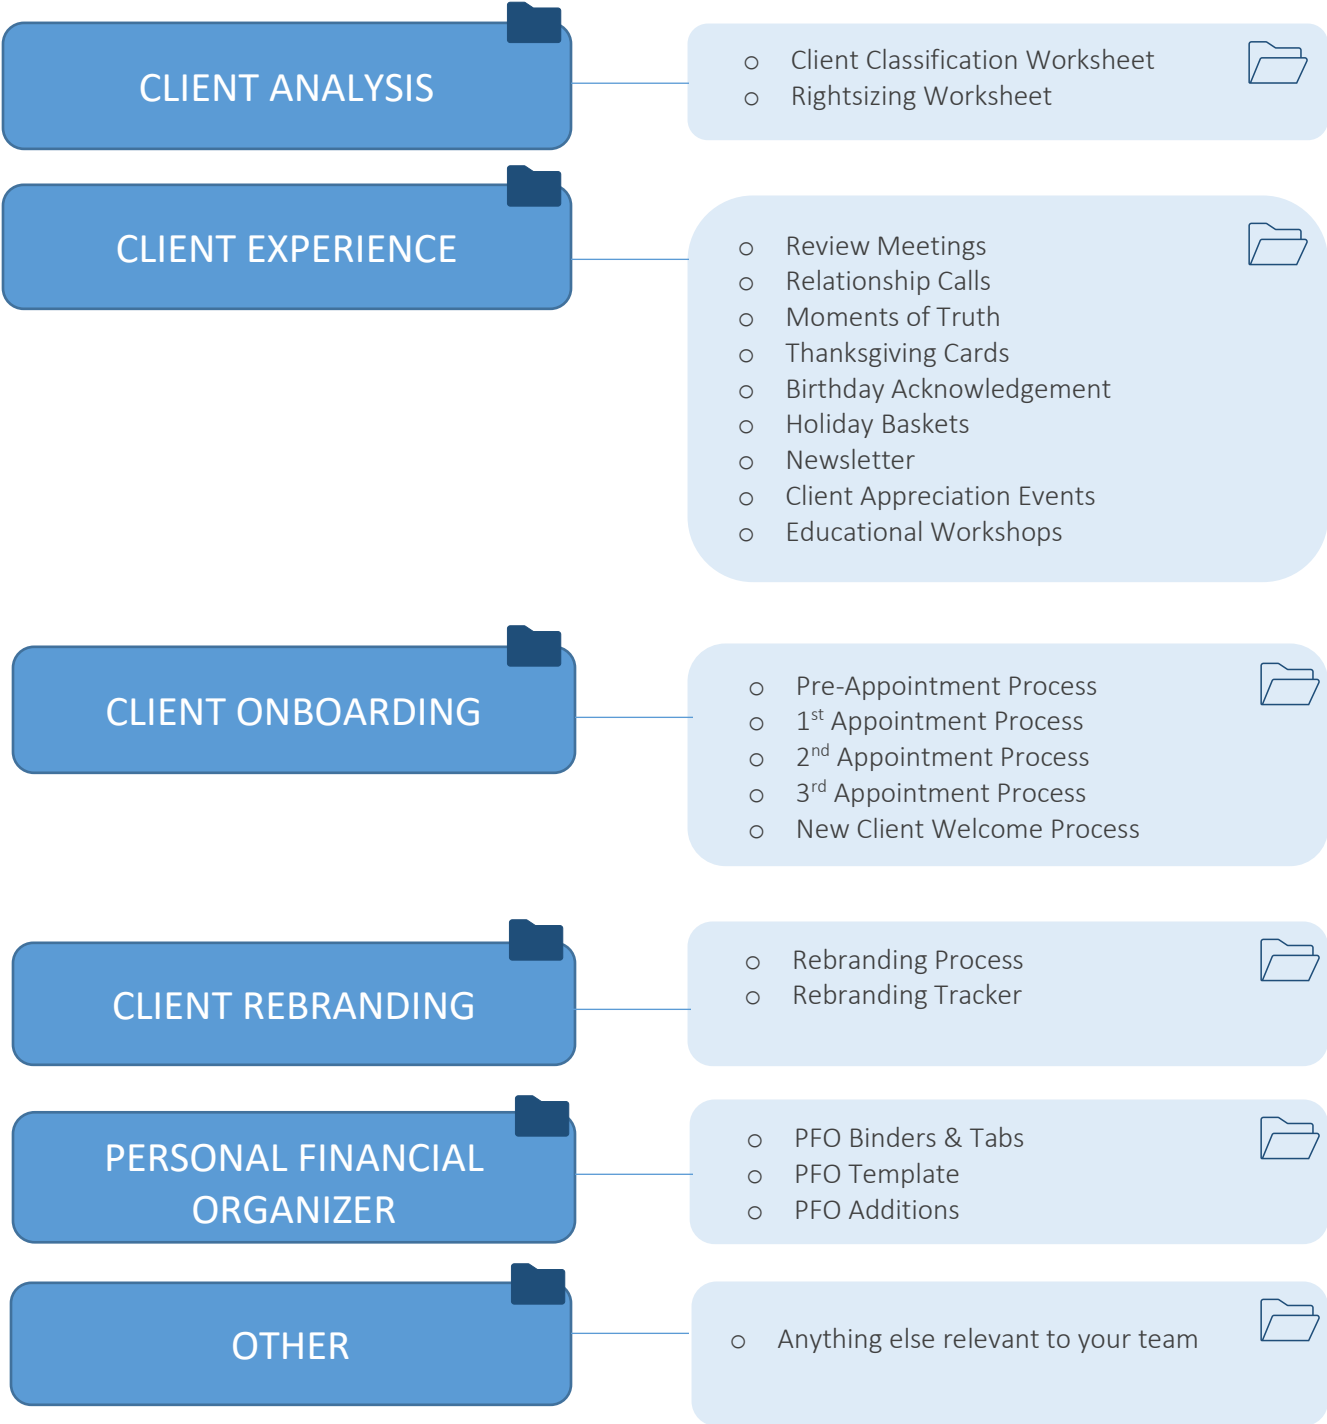 CLIENT ANALYSIS
○ Client Classification Worksheet
○ Rightsizing Worksheet
CLIENT EXPERIENCE
○ Review Meetings
○ Relationship Calls
○ Moments of Truth
○ Thanksgiving Cards
○ Birthday Acknowledgement
○ Holiday Baskets
○ Newsletter
○ Client Appreciation Events
○ Educational Workshops
CLIENT ONBOARDING
○ Pre-Appointment Process
○ 1st Appointment Process
○ 2nd Appointment Process
○ 3rd Appointment Process
○ New Client Welcome Process
CLIENT REBRANDING
○ Rebranding Process
○ Rebranding Tracker
PERSONAL FINANCIAL
ORGANIZER
○ PFO Binders & Tabs
○ PFO Template
○ PFO Additions
OTHER
○ Anything else relevant to your team